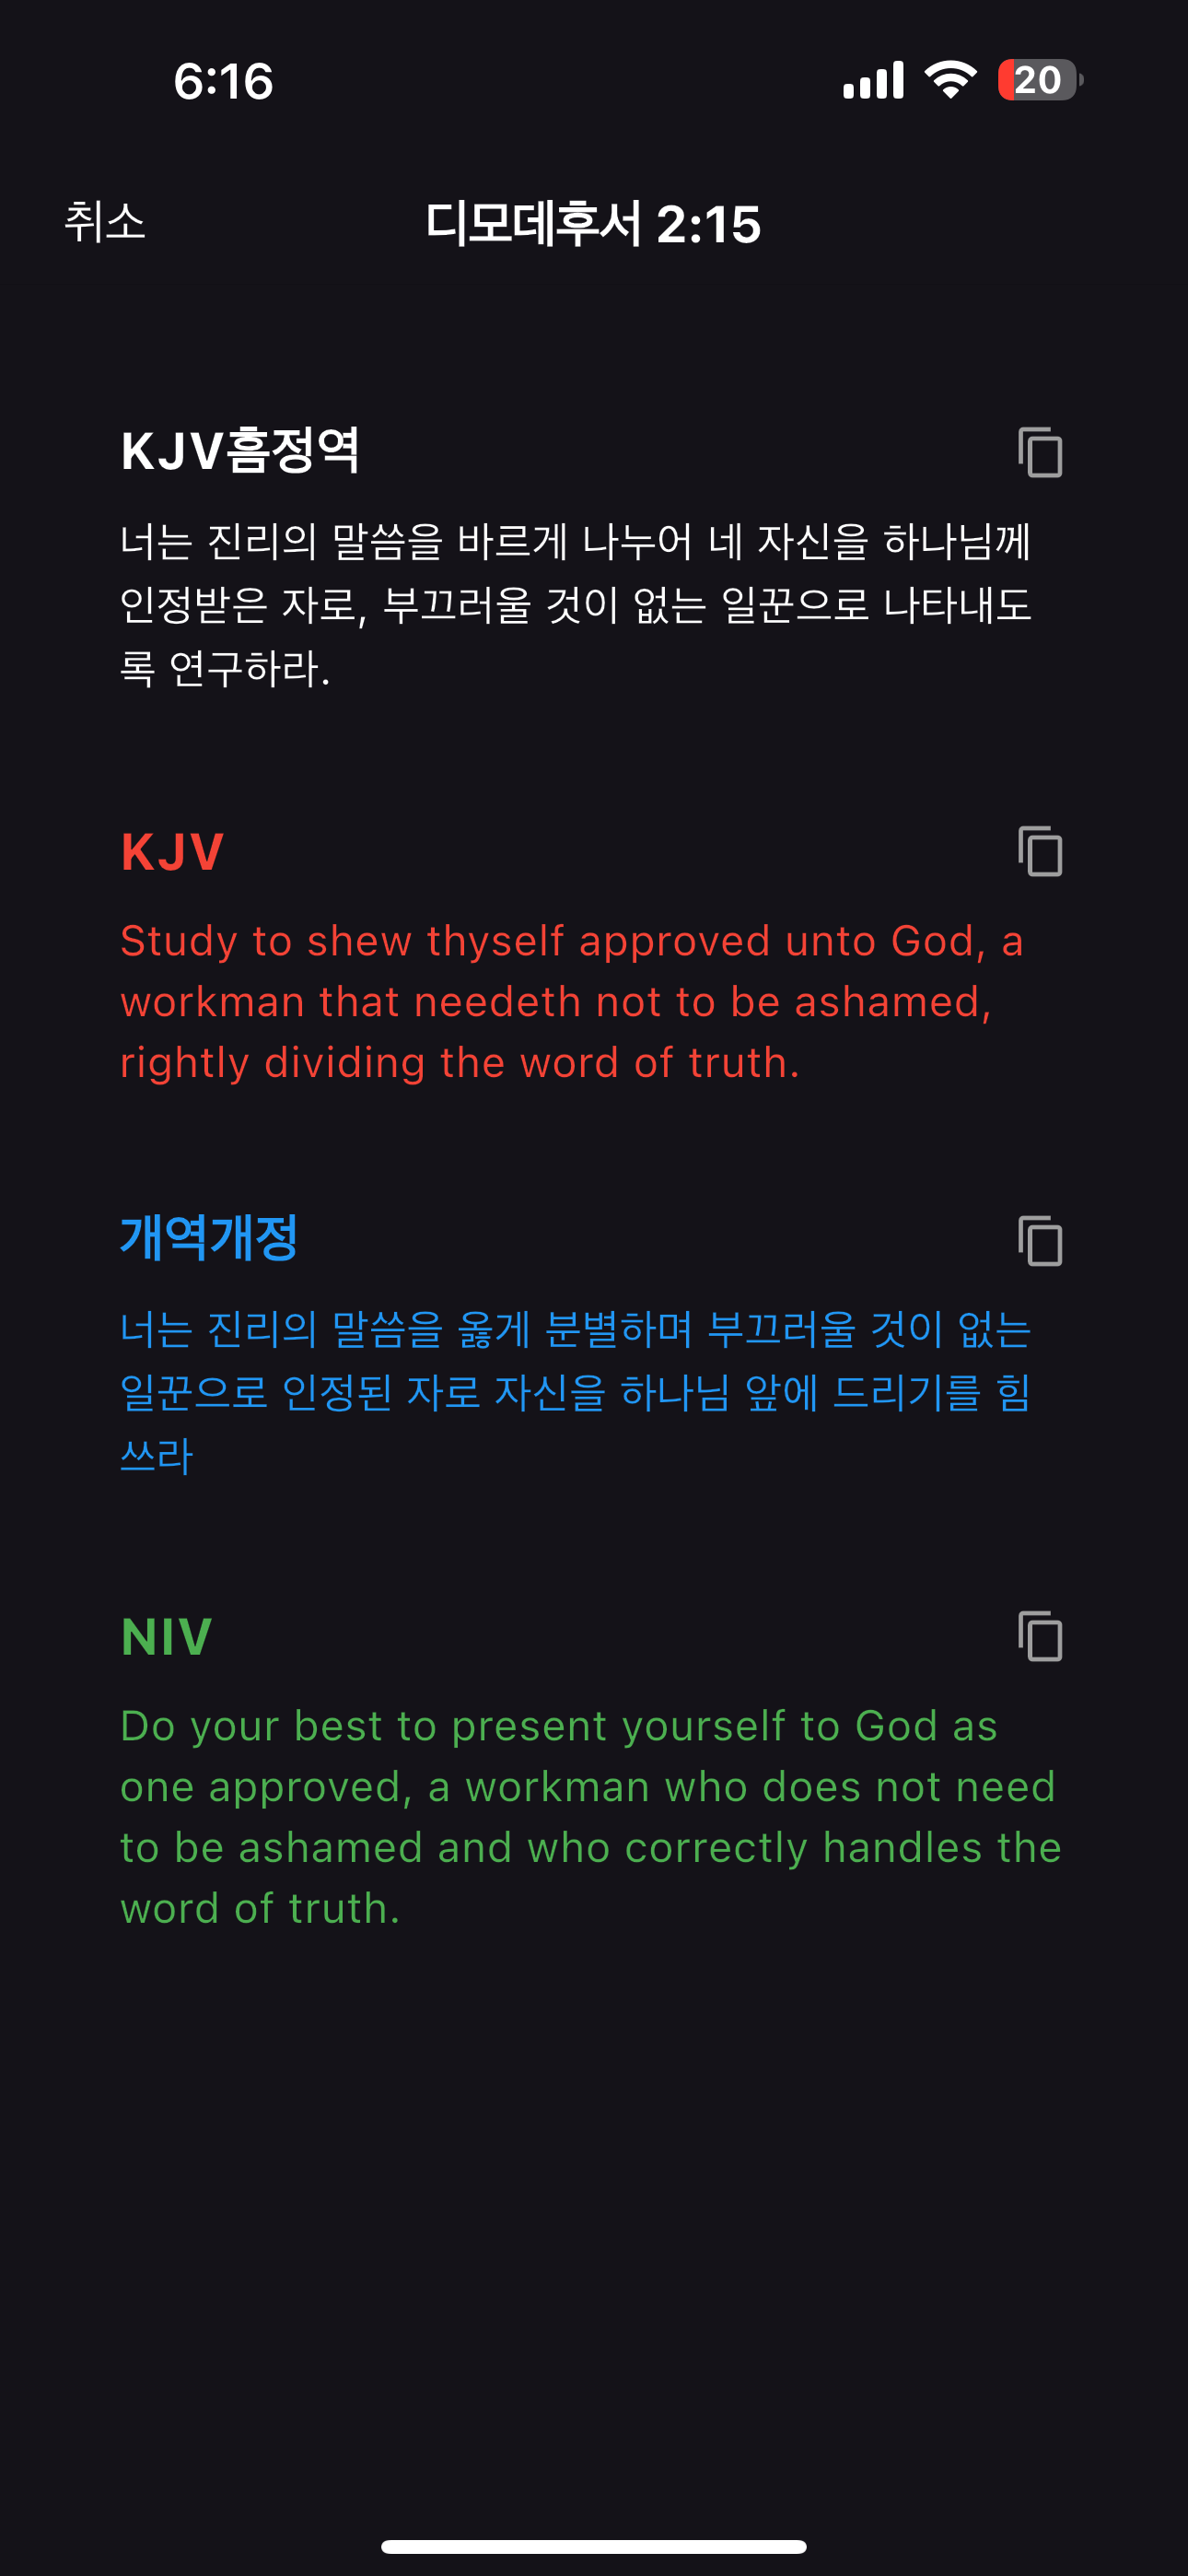 6:16
20
취소
디모데후서 2:15
KJV흠정역
너는 진리의 말씀을 바르게 나누어 네 자신을 하나님께
인정받은 자로, 부끄러울 것이 없는 일꾼으로 나타내도
록 연구하라.
KJV
Study to shew thyself approved unto God, a
workman that needeth not to be ashamed,
rightly dividing the word of truth.
개역개정
너는 진리의 말씀을 옳게 분별하며 부끄러울 것이 없는
일꾼으로 인정된 자로 자신을 하나님 앞에 드리기를 힘
쓰라
NIV
Do your best to present yourself to God as
one approved, a workman who does not need
to be ashamed and who correctly handles the
word of truth.